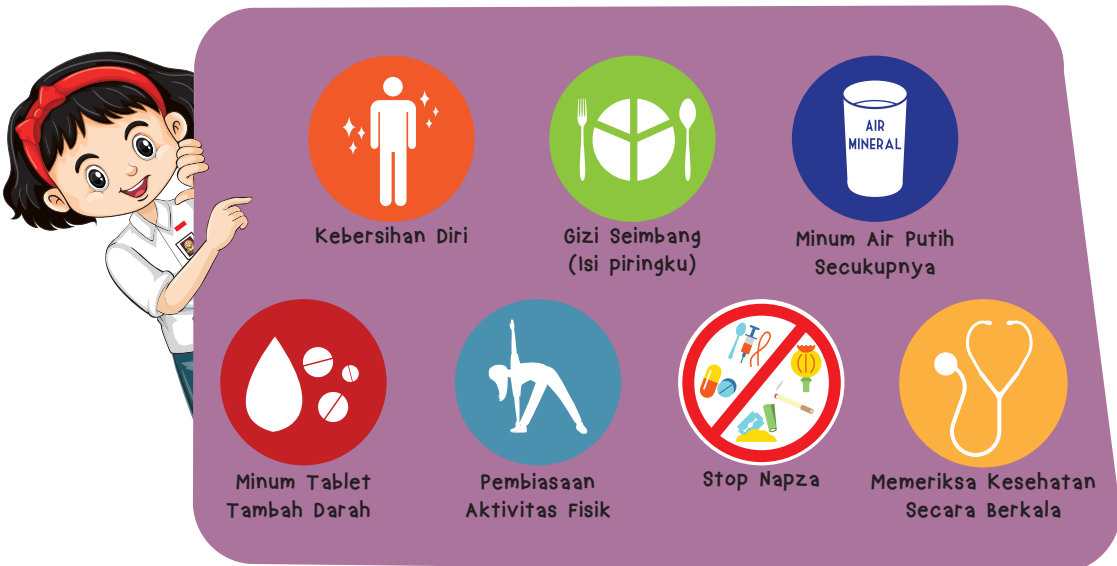 AIR
MINERAL
Kebersihan Diri
Gizi Seimbang
(Isi piringku)
Minum Air Putih
Secukupnya
Minum Tablet
Tambah Darah
Pembiasaan
Aktivitas Fisik
Stop Napza
Memeriksa Kesehatan
Secara Berkala